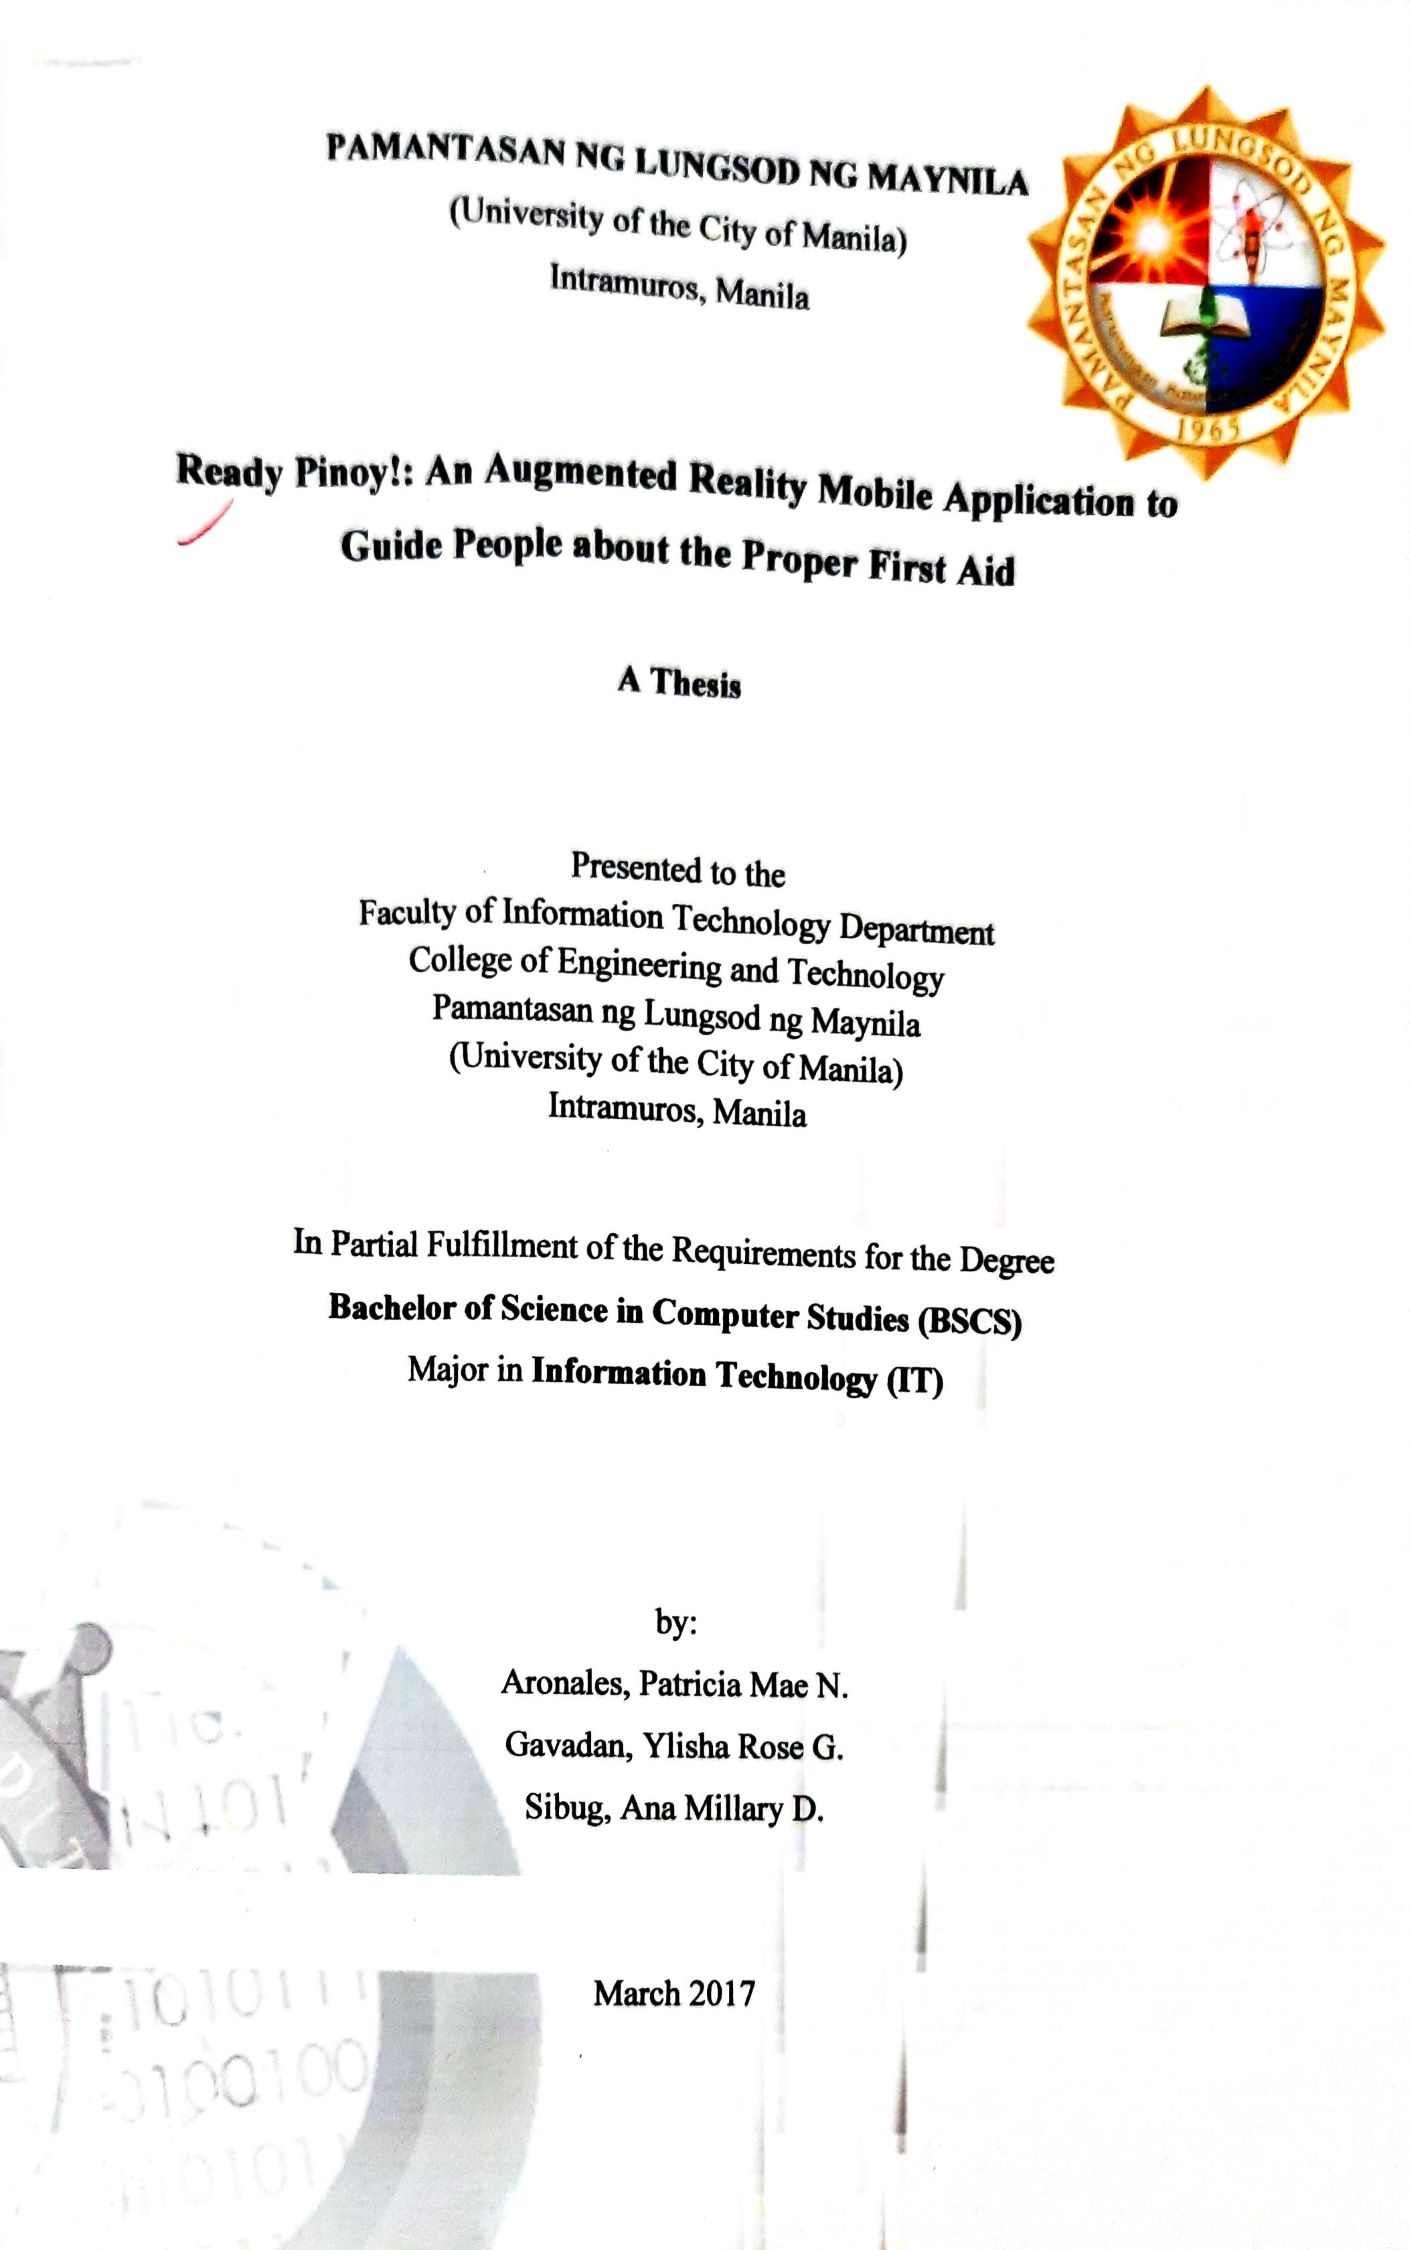 PAMANTASAN NG LUNGSOD NG MAYNILA
(University of the City of Manila)
Intramuros, Manila
PAMANTASAN NG LUNGSOD NG MAYNILA
1965
Ready Pinoy!: An Augmented Reality Mobile Application to
Guide People about the Proper First Aid
A Thesis
Presented to the
Faculty of Information Technology Department
College of Engineering and Technology
Pamantasan ng Lungsod ng Maynila
(University of the City of Manila)
Intramuros, Manila
In Partial Fulfillment of the Requirements for the Degree
Bachelor of Science in Computer Studies (BSCS)
Major in Information Technology (IT)
by:
Aronales, Patricia Mae N.
Gavadan, Ylisha Rose G.
Sibug, Ana Millary D.
March 2017